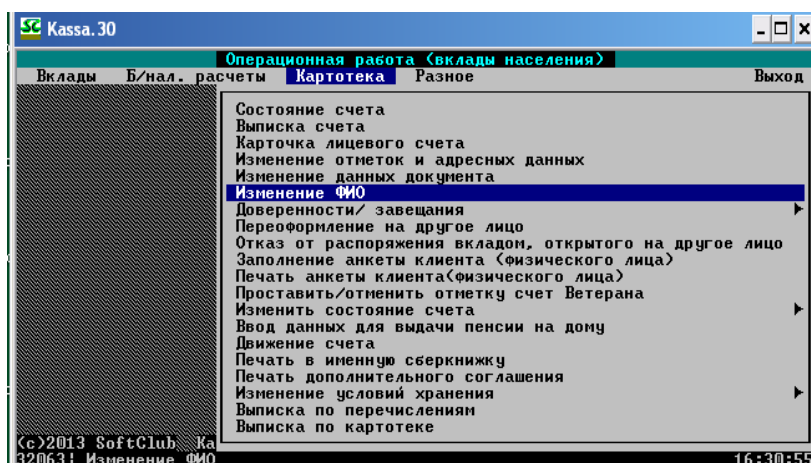 SC Kassa.30
Операционная работа (вклады населения)
Вклады Б/нал. расчеты Картотека Разное Выход
Состояние счета
Выписка счета
Карточка лицевого счета
Изменение отметок и адресных данных
Изменение данных документа
Изменение ФИО
Доверенности/ завещания
Переоформление на другое лицо
Отказ от распоряжения вкладом, открытого на другое лицо
Заполнение анкеты клиента (физического лица)
Печать анкеты клиента(физического лица)
Проставить/отменить отметку счет Ветерана
Изменить состояние счета
Ввод данных для выдачи пенсии на дому
Движение счета
Печать в именную сберкнижку
Печать дополнительного соглашения
Изменение условий хранения
Выписка по перечислениям
Выписка по картотеке
(c)2013 SoftClub Ка
32063¦ Изменение ФИО 16:30:55